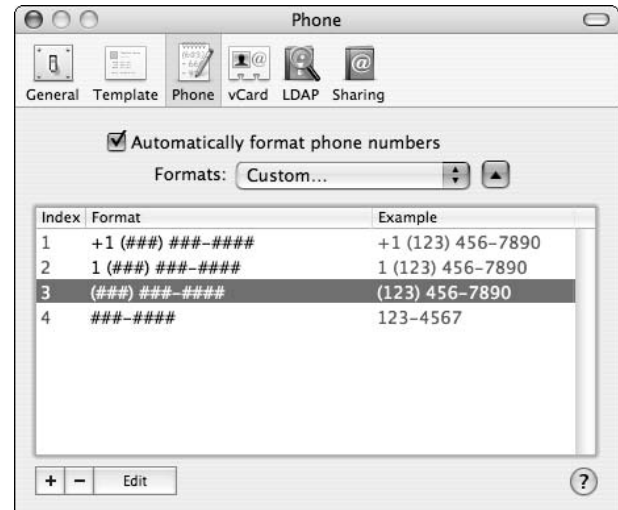 Phone
General Template Phone vCard LDAP Sharing
Automatically format phone numbers
Formats: Custom...
Index Format Example
1 +1 (###) ###-#### +1 (123) 456-7890
2 1 (###) ###-#### 1 (123) 456-7890
3 (###) ###-#### (123) 456-7890
4 ###-#### 123-4567
+ - Edit ?